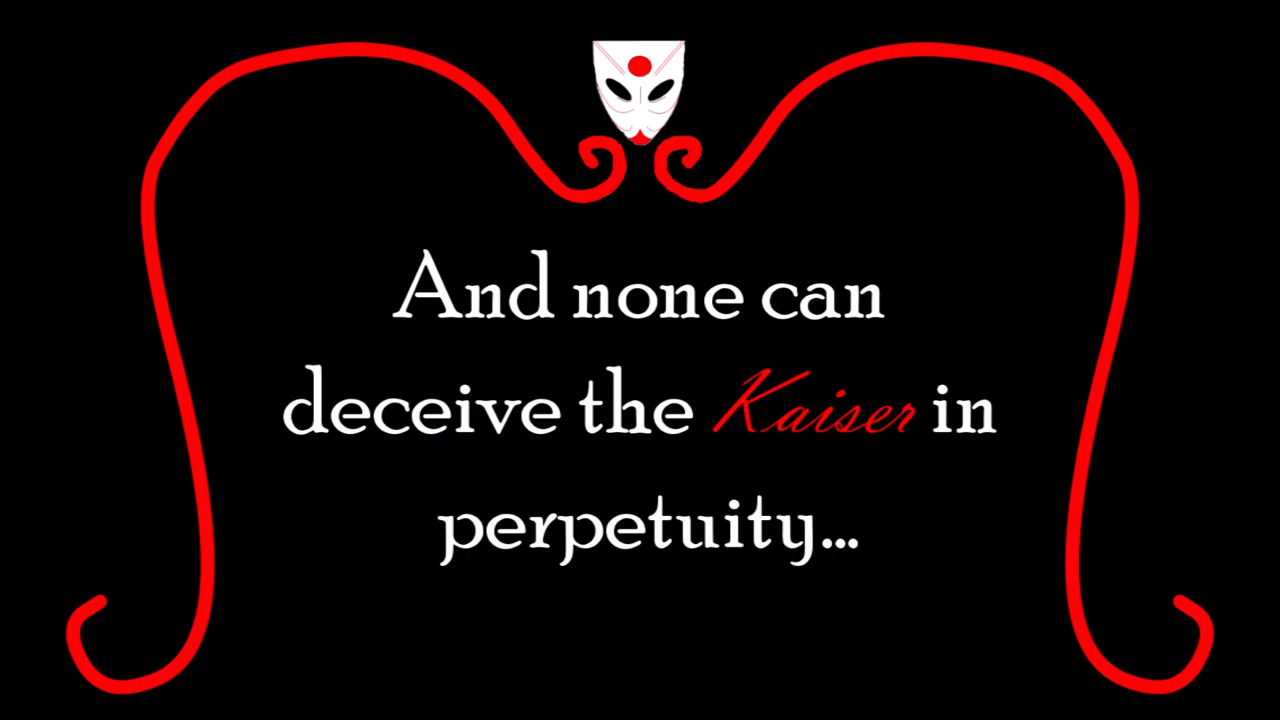 And none can
deceive the Kaiser in
perpetuity...